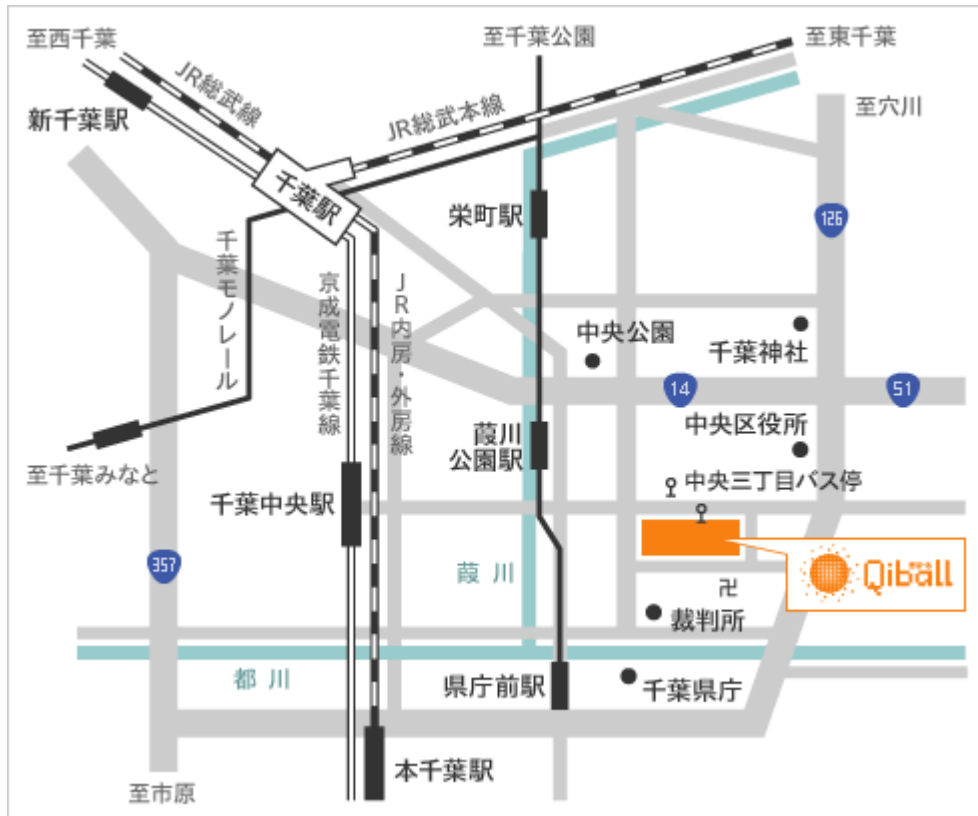 至西千葉
至千葉公園
至東千葉
JR総武線
JR総武本線
新千葉駅
至穴川
千葉駅
栄町駅
126
千葉モノレール
京成電鉄千葉線
JR内房・外房線
中央公園
千葉神社
14
51
葭川
公園駅
中央区役所
至千葉みなと
千葉中央駅
中央三丁目バス停
357
葭川
Qiball
卍
裁判所
都川
県庁前駅
千葉県庁
本千葉駅
至市原